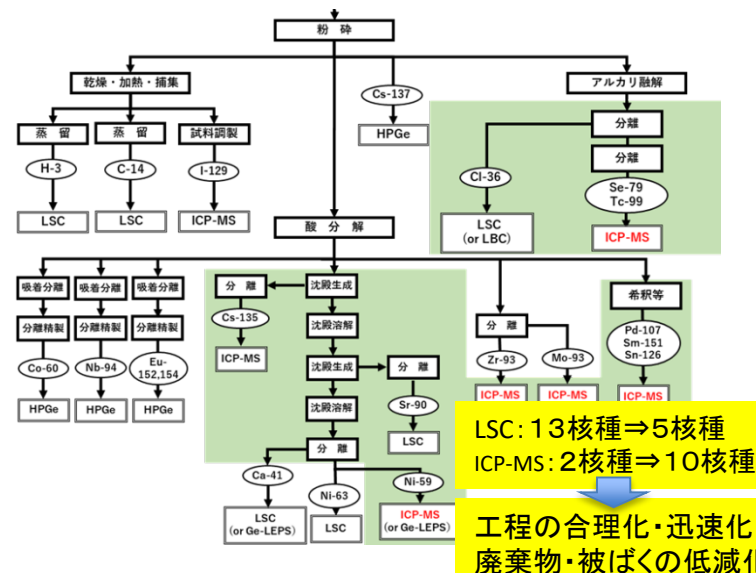 粉 砕
乾燥・加熱・捕集
Cs-137
HPGe
アルカリ融解
蒸 留
蒸 留
試料調製
H-3
C-14
I-129
LSC
LSC
ICP-MS
分離
分離
Cl-36
Se-79
Tc-99
LSC
(or LBC)
ICP-MS
酸 分 解
吸着分離
吸着分離
吸着分離
分離精製
分離精製
分離精製
Co-60
Nb-94
Eu-
152,154
HPGe
HPGe
HPGe
分 離
沈殿生成
Cs-135
ICP-MS
沈殿溶解
沈殿生成
分 離
Sr-90
LSC
沈殿溶解
分 離
Ca-41
Ni-63
Ni-59
LSC
(or Ge-LEPS)
LSC
ICP-MS
(or Ge-LEPS)
分 離
Zr-93
Mo-93
ICP-MS
ICP-MS
希釈等
Pd-107
Sm-151
Sn-126
ICP-MS
LSC：１３核種⇒５核種
ICP-MS：２核種⇒１０核種
工程の合理化・迅速化
廃棄物・被ばくの低減